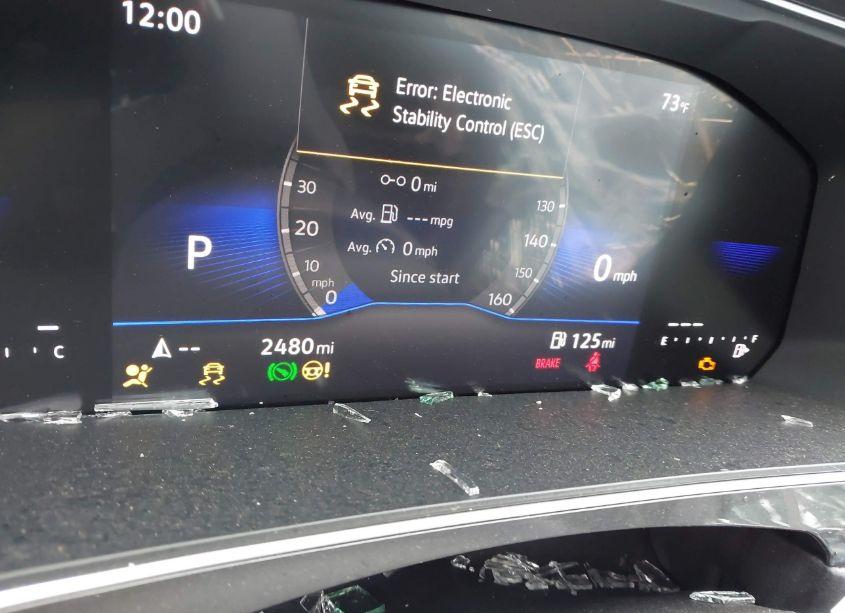 12:00
Error: Electronic
Stability Control (ESC)
73°F
0 mi
30
130
Avg. --- mpg
20
140
Avg. 0 mph
P
0 mph
10
mph
150
Since start
0
160
C
--
2480 mi
125 mi
E F
BRAKE